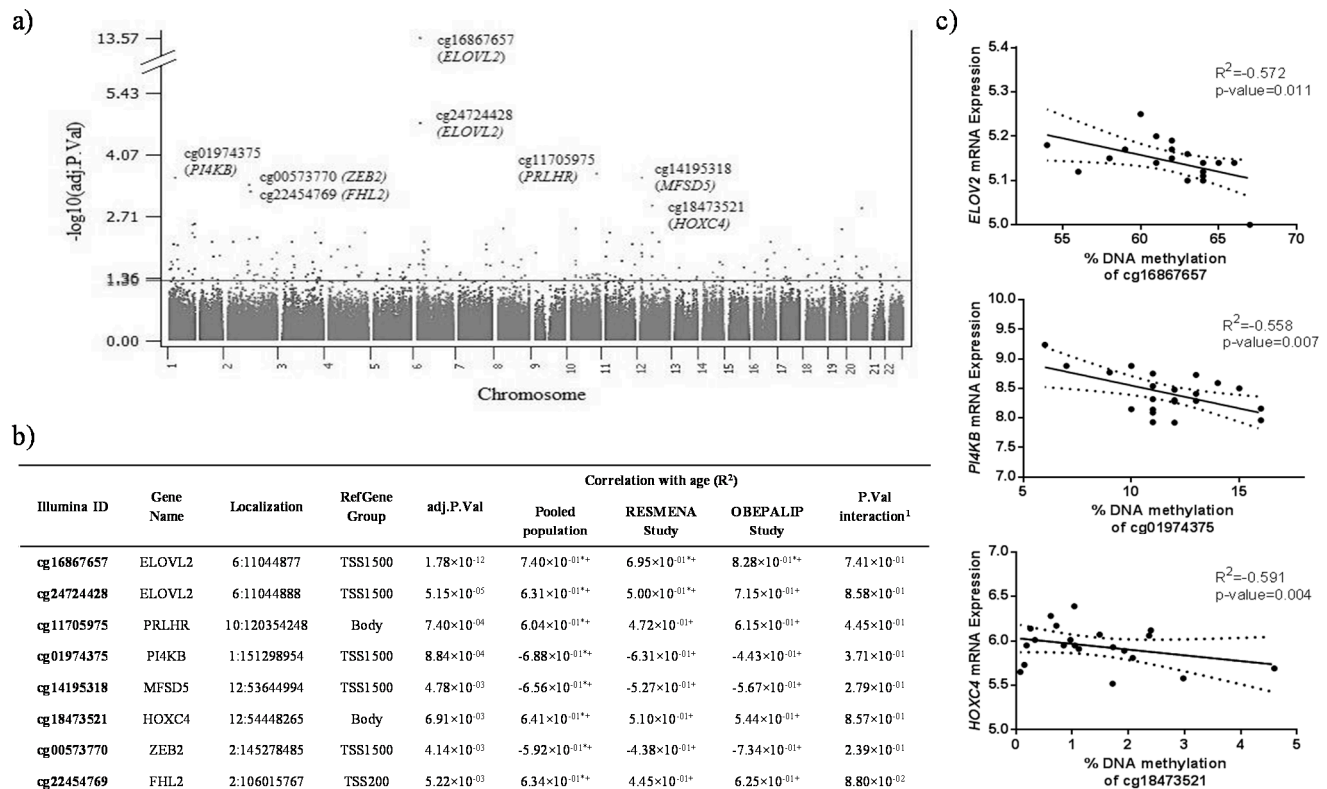 a)
13.57
5.43
4.07
2.71
1.36
1.30
0.00
-log10(adj.P.Val)
cg16867657
(ELOVL2)
cg24724428
(ELOVL2)
cg01974375
(PI4KB)
cg00573770 (ZEB2)
cg22454769 (FHL2)
cg11705975
(PRLHR)
cg14195318
(MFSD5)
cg18473521
(HOXC4)
1 2 3 4 5 6 7 8 9 10 11 12 13 14 15 16 17 18 19 20 21 22
Chromosome
b)
Correlation with age (R²)
Illumina ID Gene Name Localization RefGene Group adj.P.Val Pooled population RESMENA Study OBEPALIP Study P.Val interaction¹
cg16867657 ELOVL2 6:11044877 TSS1500 1.78×10⁻¹² 7.40×10⁻⁰¹*⁺ 6.95×10⁻⁰¹*⁺ 8.28×10⁻⁰¹*⁺ 7.41×10⁻⁰¹
cg24724428 ELOVL2 6:11044888 TSS1500 5.15×10⁻⁰⁵ 6.31×10⁻⁰¹*⁺ 5.00×10⁻⁰¹*⁺ 7.15×10⁻⁰¹⁺ 8.58×10⁻⁰¹
cg11705975 PRLHR 10:120354248 Body 7.40×10⁻⁰⁴ 6.04×10⁻⁰¹*⁺ 4.72×10⁻⁰¹⁺ 6.15×10⁻⁰¹⁺ 4.45×10⁻⁰¹
cg01974375 PI4KB 1:151298954 TSS1500 8.84×10⁻⁰⁴ -6.88×10⁻⁰¹*⁺ -6.31×10⁻⁰¹⁺ -4.43×10⁻⁰¹⁺ 3.71×10⁻⁰¹
cg14195318 MFSD5 12:53644994 TSS1500 4.78×10⁻⁰³ -6.56×10⁻⁰¹*⁺ -5.27×10⁻⁰¹⁺ -5.67×10⁻⁰¹⁺ 2.79×10⁻⁰¹
cg18473521 HOXC4 12:54448265 Body 6.91×10⁻⁰³ 6.41×10⁻⁰¹*⁺ 5.10×10⁻⁰¹⁺ 5.44×10⁻⁰¹⁺ 8.57×10⁻⁰¹
cg00573770 ZEB2 2:145278485 TSS1500 4.14×10⁻⁰³ -5.92×10⁻⁰¹*⁺ -4.38×10⁻⁰¹⁺ -7.34×10⁻⁰¹⁺ 2.39×10⁻⁰¹
cg22454769 FHL2 2:106015767 TSS200 5.22×10⁻⁰³ 6.34×10⁻⁰¹*⁺ 4.45×10⁻⁰¹⁺ 6.25×10⁻⁰¹⁺ 8.80×10⁻⁰²
c)
5.4
5.3
5.2
5.1
5.0
ELOV2 mRNA Expression
R²=-0.572
p-value=0.011
55 60 65 70
% DNA methylation
of cg16867657
10.0
9.5
9.0
8.5
8.0
7.5
7.0
PI4KB mRNA Expression
R²=-0.558
p-value=0.007
5 10 15
% DNA methylation
of cg01974375
7.0
6.5
6.0
5.5
5.0
HOXC4 mRNA Expression
R²=-0.591
p-value=0.004
0 1 2 3 4 5
% DNA methylation
of cg18473521